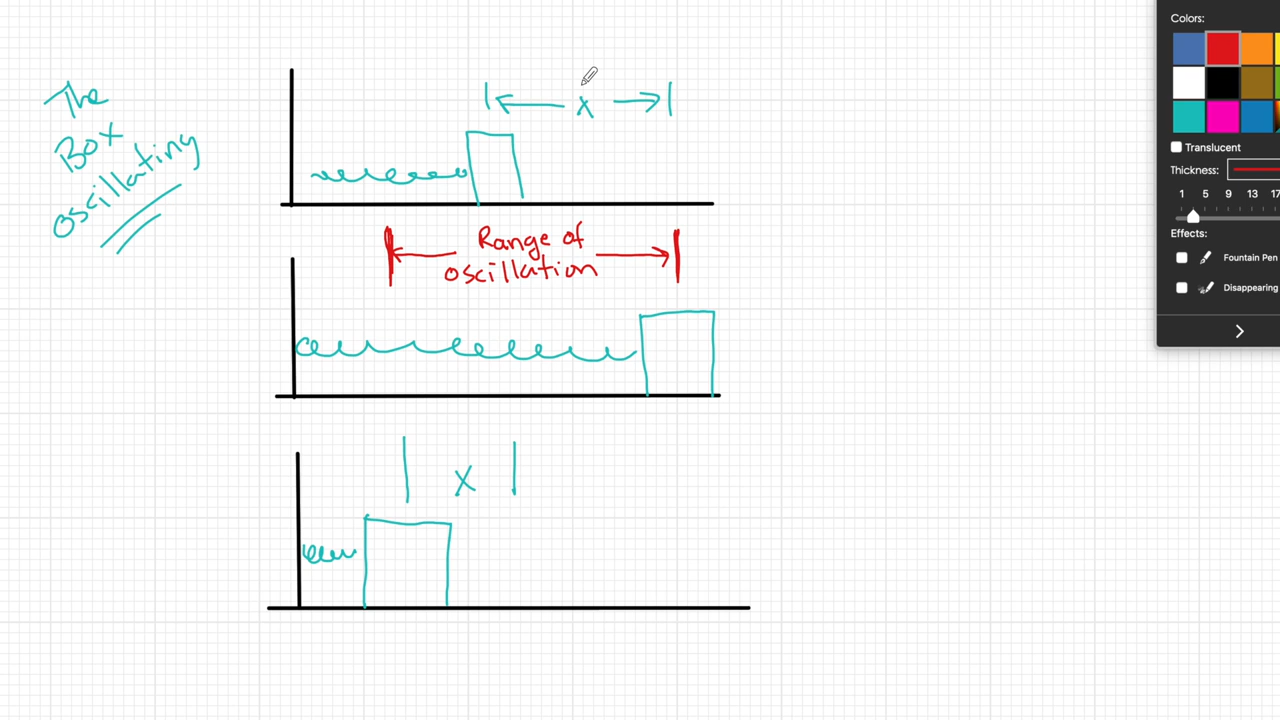 The
Box
oscillating
x
Range of
oscillation
x
Colors:
Translucent
Thickness:
1 5 9 13 17
Effects:
Fountain Pen
Disappearing